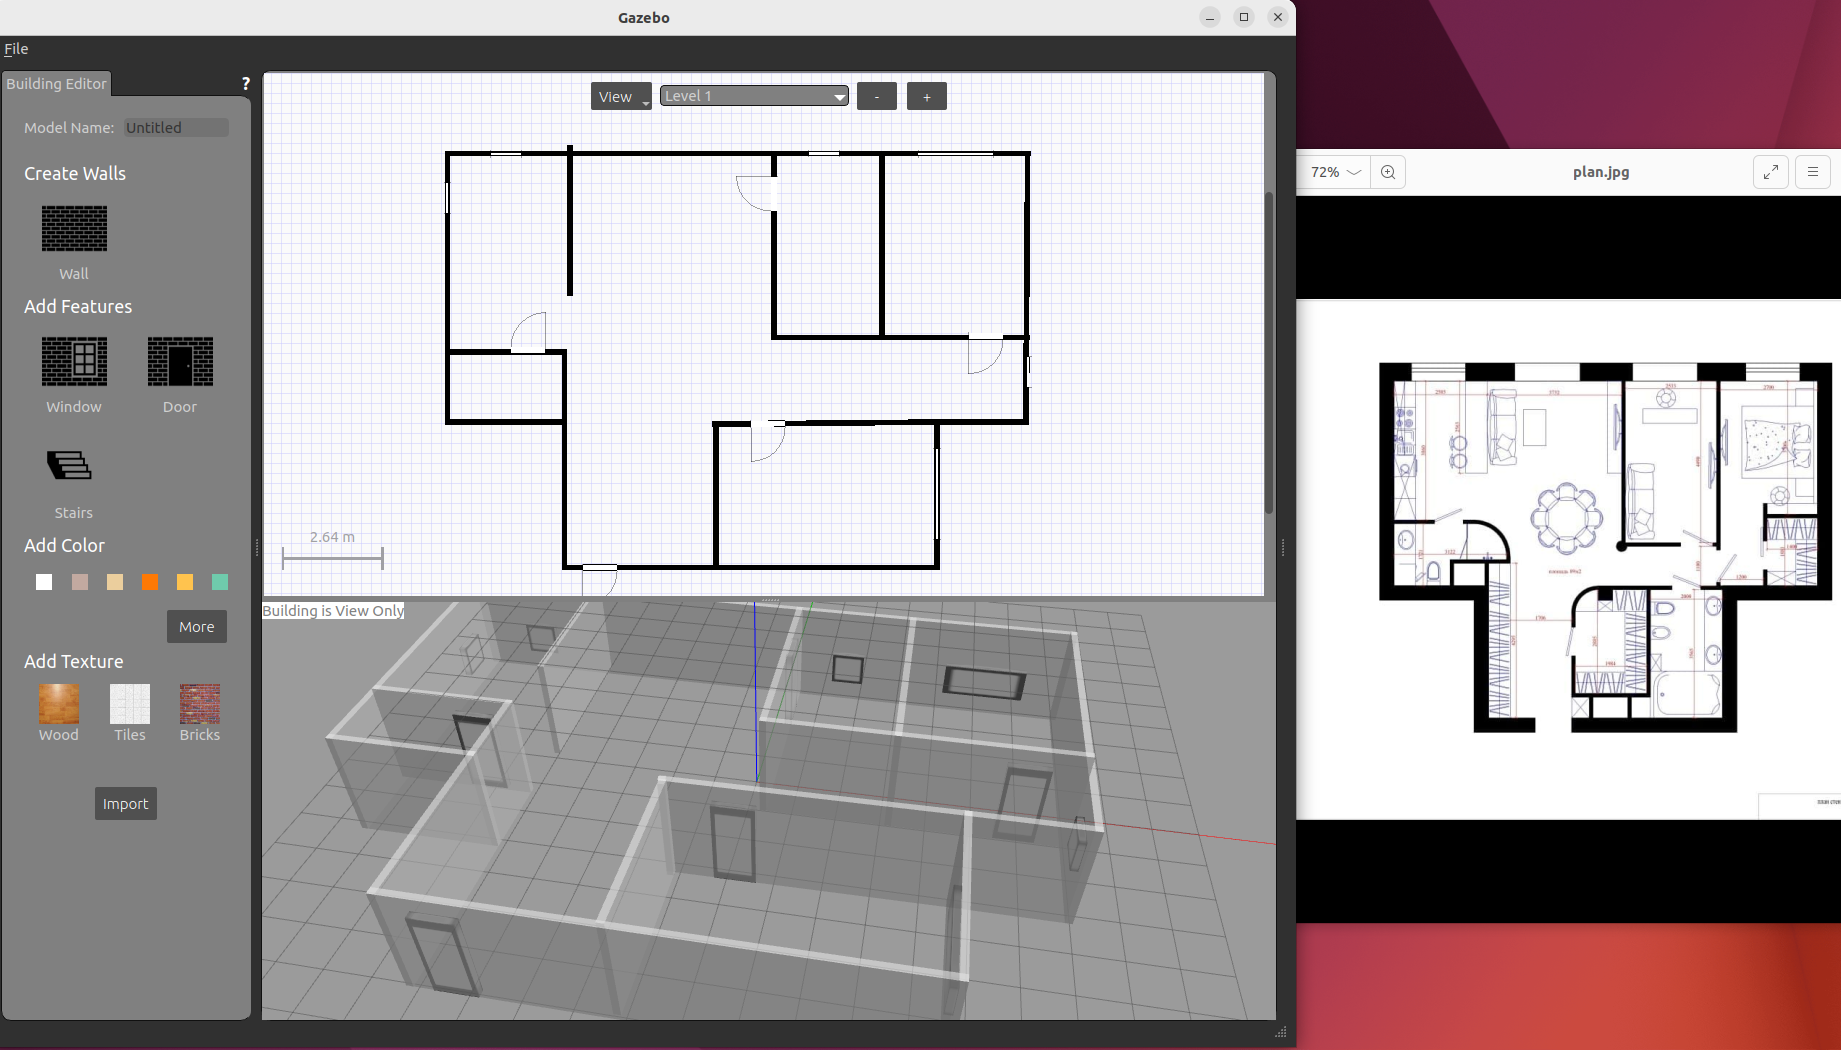 Gazebo
File
Building Editor
?
Model Name: Untitled
Create Walls
Wall
Add Features
Window
Door
Stairs
Add Color
More
Add Texture
Wood
Tiles
Bricks
Import
View
Level 1
-
+
2.64 m
Building is View Only
72%
plan.jpg